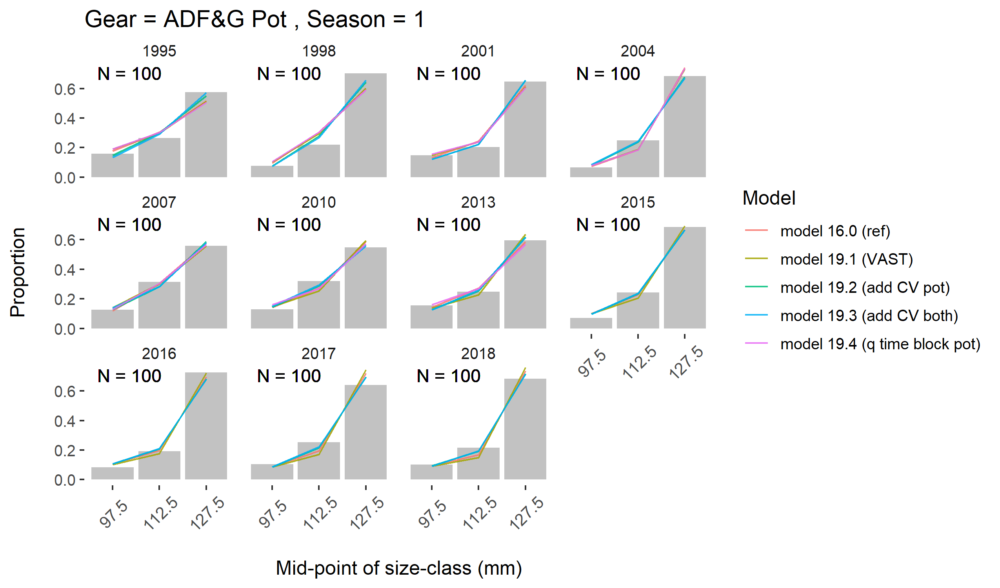 Gear = ADF&G Pot , Season = 1
1995 1998 2001 2004
N = 100 N = 100 N = 100 N = 100
0.6
0.4
0.2
0.0
2007 2010 2013 2015
N = 100 N = 100 N = 100 N = 100
0.6
0.4
0.2
0.0
97.5 112.5 127.5
2016 2017 2018
N = 100 N = 100 N = 100
0.6
0.4
0.2
0.0
97.5 112.5 127.5 97.5 112.5 127.5 97.5 112.5 127.5
Proportion
Mid-point of size-class (mm)
Model
model 16.0 (ref)
model 19.1 (VAST)
model 19.2 (add CV pot)
model 19.3 (add CV both)
model 19.4 (q time block pot)